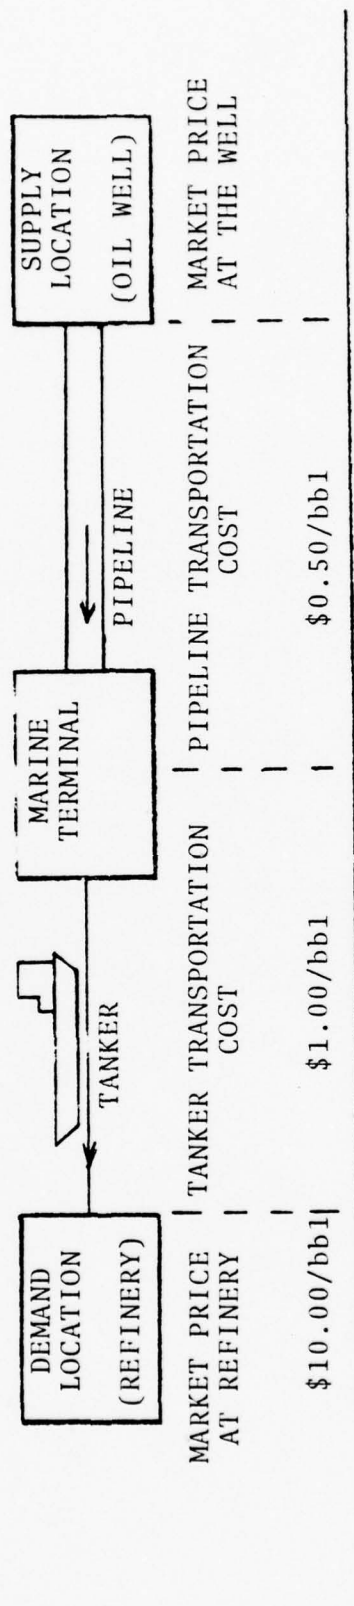 DEMAND
LOCATION
(REFINERY)
TANKER
MARINE
TERMINAL
PIPELINE
SUPPLY
LOCATION
(OIL WELL)
MARKET PRICE
AT REFINERY
TANKER TRANSPORTATION
COST
PIPELINE TRANSPORTATION
COST
MARKET PRICE
AT THE WELL
$10.00/bbl
$1.00/bbl
$0.50/bbl